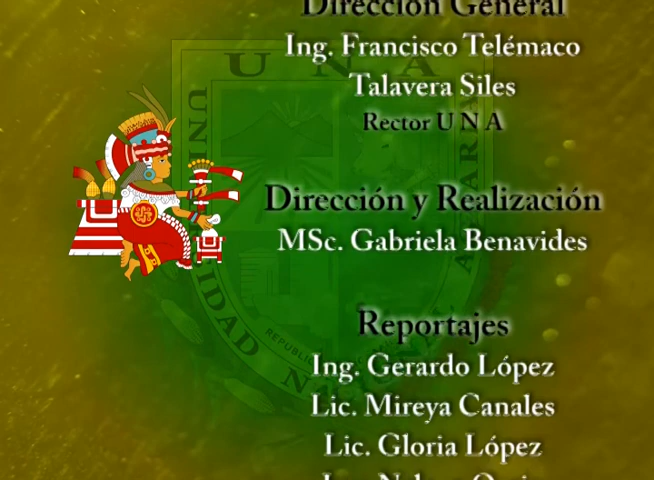 Dirección General
Ing. Francisco Telémaco
Talavera Siles
Rector U N A
Dirección y Realización
MSc. Gabriela Benavides
Reportajes
Ing. Gerardo López
Lic. Mireya Canales
Lic. Gloria López
U N A